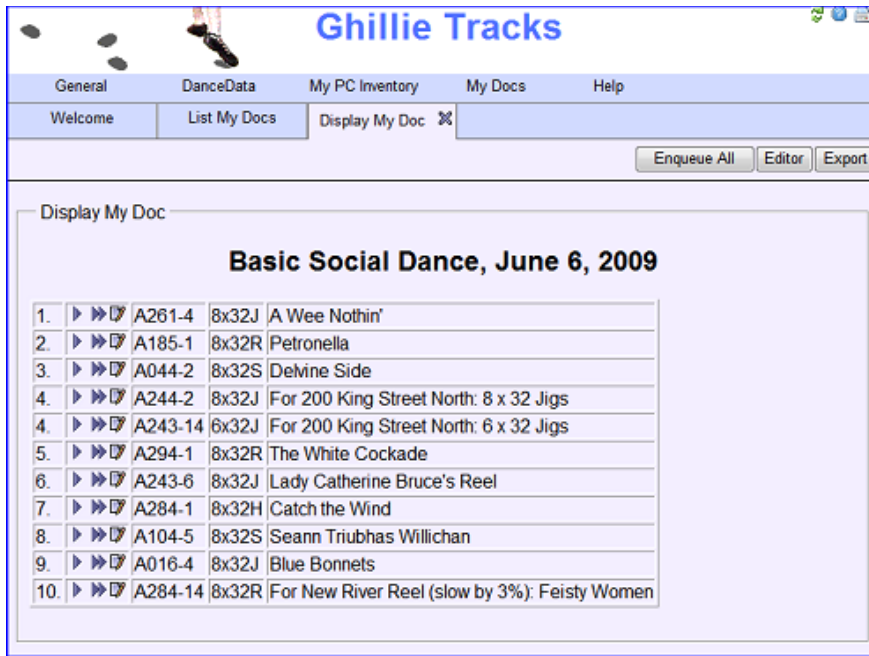 Ghillie Tracks
General DanceData My PC Inventory My Docs Help
Welcome List My Docs Display My Doc
Enqueue All Editor Export
Display My Doc
Basic Social Dance, June 6, 2009
1. A261-4 8x32J A Wee Nothin'
2. A185-1 8x32R Petronella
3. A044-2 8x32S Delvine Side
4. A244-2 8x32J For 200 King Street North: 8 x 32 Jigs
4. A243-14 6x32J For 200 King Street North: 6 x 32 Jigs
5. A294-1 8x32R The White Cockade
6. A243-6 8x32J Lady Catherine Bruce's Reel
7. A284-1 8x32H Catch the Wind
8. A104-5 8x32S Seann Triubhas Willichan
9. A016-4 8x32J Blue Bonnets
10. A284-14 8x32R For New River Reel (slow by 3%): Feisty Women